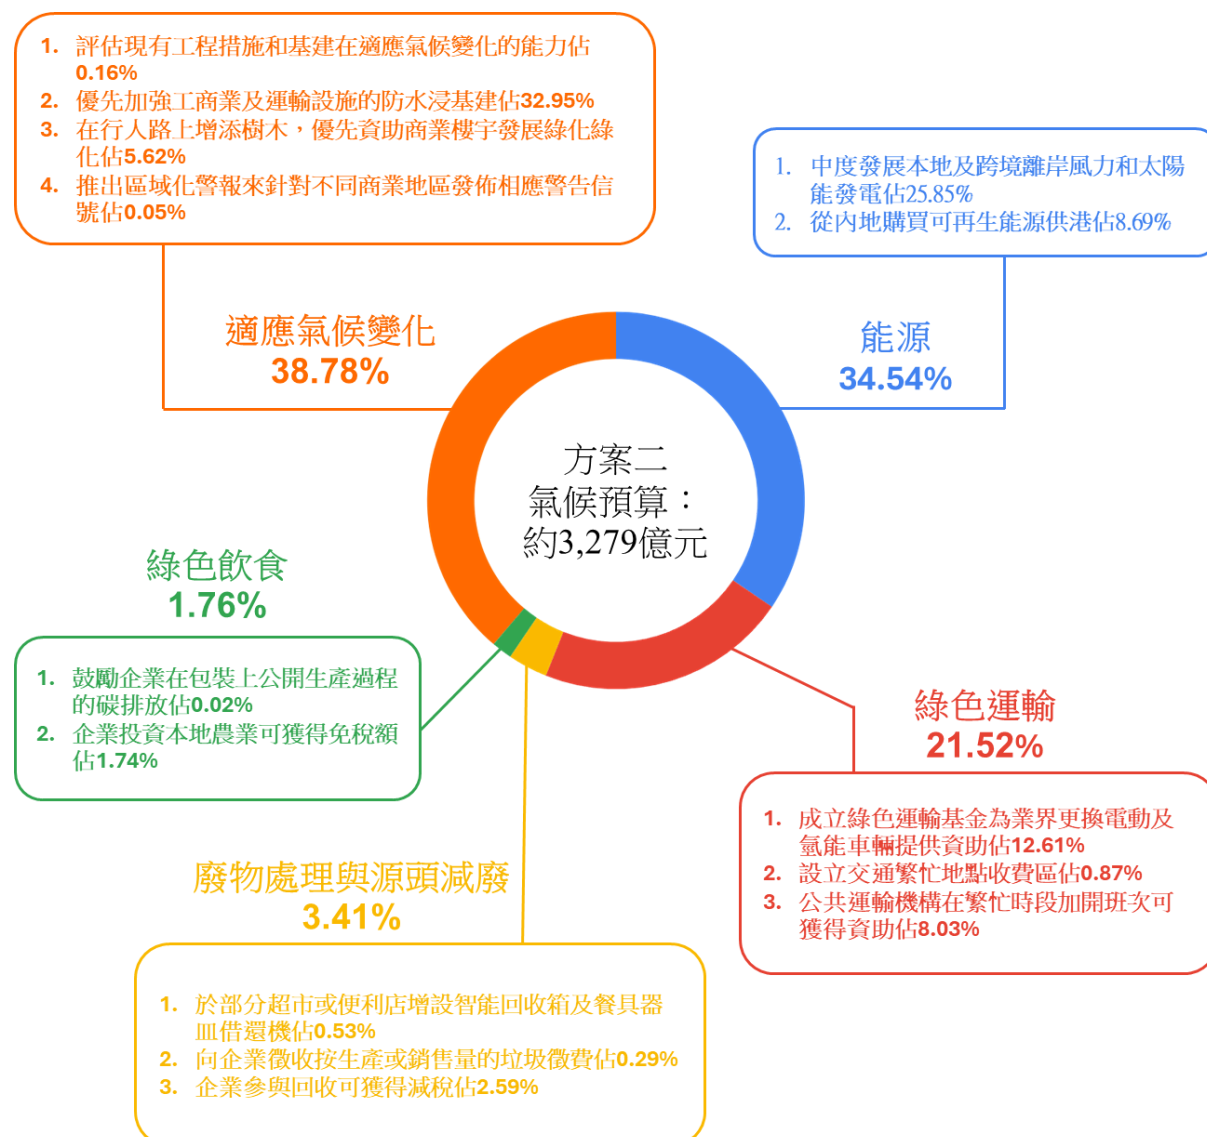 1. 評估現有工程措施和基建在適應氣候變化的能力佔
0.16%
2. 優先加強工商業及運輸設施的防水浸基建佔32.95%
3. 在行人路上增添樹木，優先資助商業樓宇發展綠化綠
化佔5.62%
4. 推出區域化警報來針對不同商業地區發佈相應警告信
號佔0.05%
1. 中度發展本地及跨境離岸風力和太陽
能發電佔25.85%
2. 從內地購買可再生能源供港佔8.69%
適應氣候變化
38.78%
能源
34.54%
方案二
氣候預算：
約3,279億元
綠色飲食
1.76%
1. 鼓勵企業在包裝上公開生產過程
的碳排放佔0.02%
2. 企業投資本地農業可獲得免稅額
佔1.74%
綠色運輸
21.52%
1. 成立綠色運輸基金為業界更換電動及
氫能車輛提供資助佔12.61%
2. 設立交通繁忙地點收費區佔0.87%
3. 公共運輸機構在繁忙時段加開班次可
獲得資助佔8.03%
廢物處理與源頭減廢
3.41%
1. 於部分超市或便利店增設智能回收箱及餐具器
皿借還機佔0.53%
2. 向企業徵收按生產或銷售量的垃圾徵費佔0.29%
3. 企業參與回收可獲得減稅佔2.59%